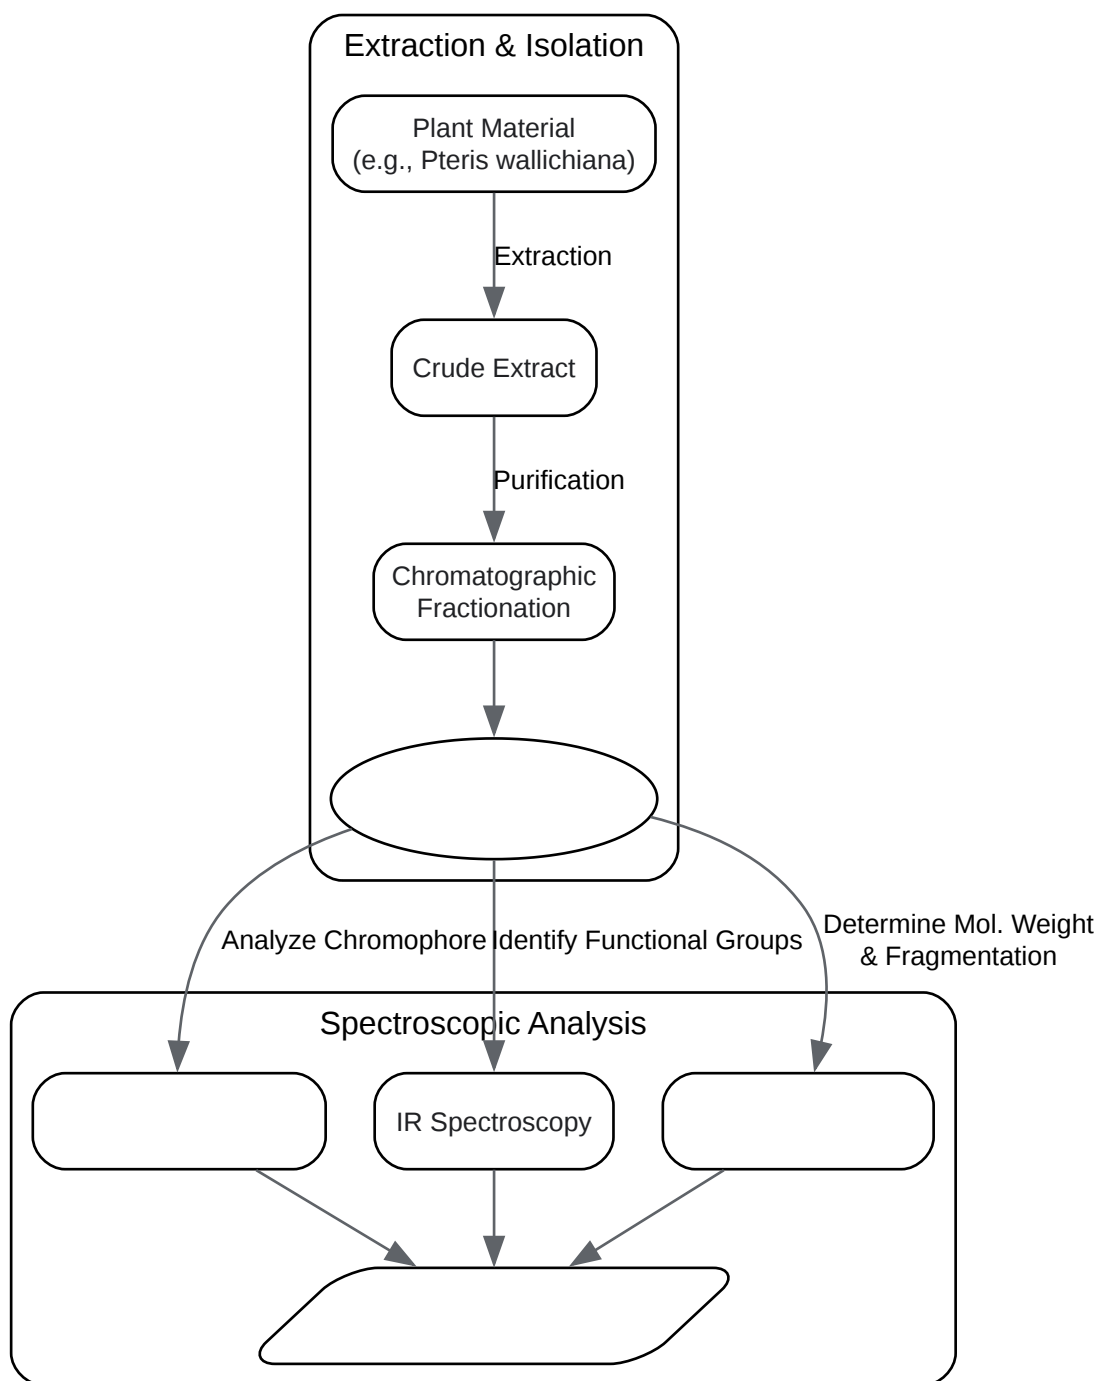 Extraction & Isolation
Plant Material
(e.g., Pteris wallichiana)
Extraction
Crude Extract
Purification
Chromatographic
Fractionation
Analyze Chromophore
Identify Functional Groups
Determine Mol. Weight
& Fragmentation
Spectroscopic Analysis
IR Spectroscopy